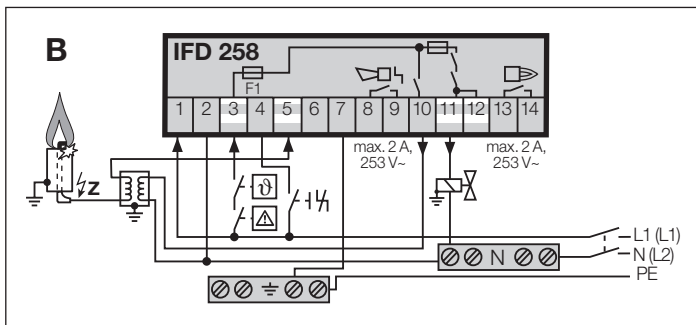 B
IFD 258
F1
1 2 3 4 5 6 7 8 9 10 11 12 13 14
max. 2 A,
253 V~
max. 2 A,
253 V~
Z
ϑ
L1 (L1)
N
N (L2)
PE